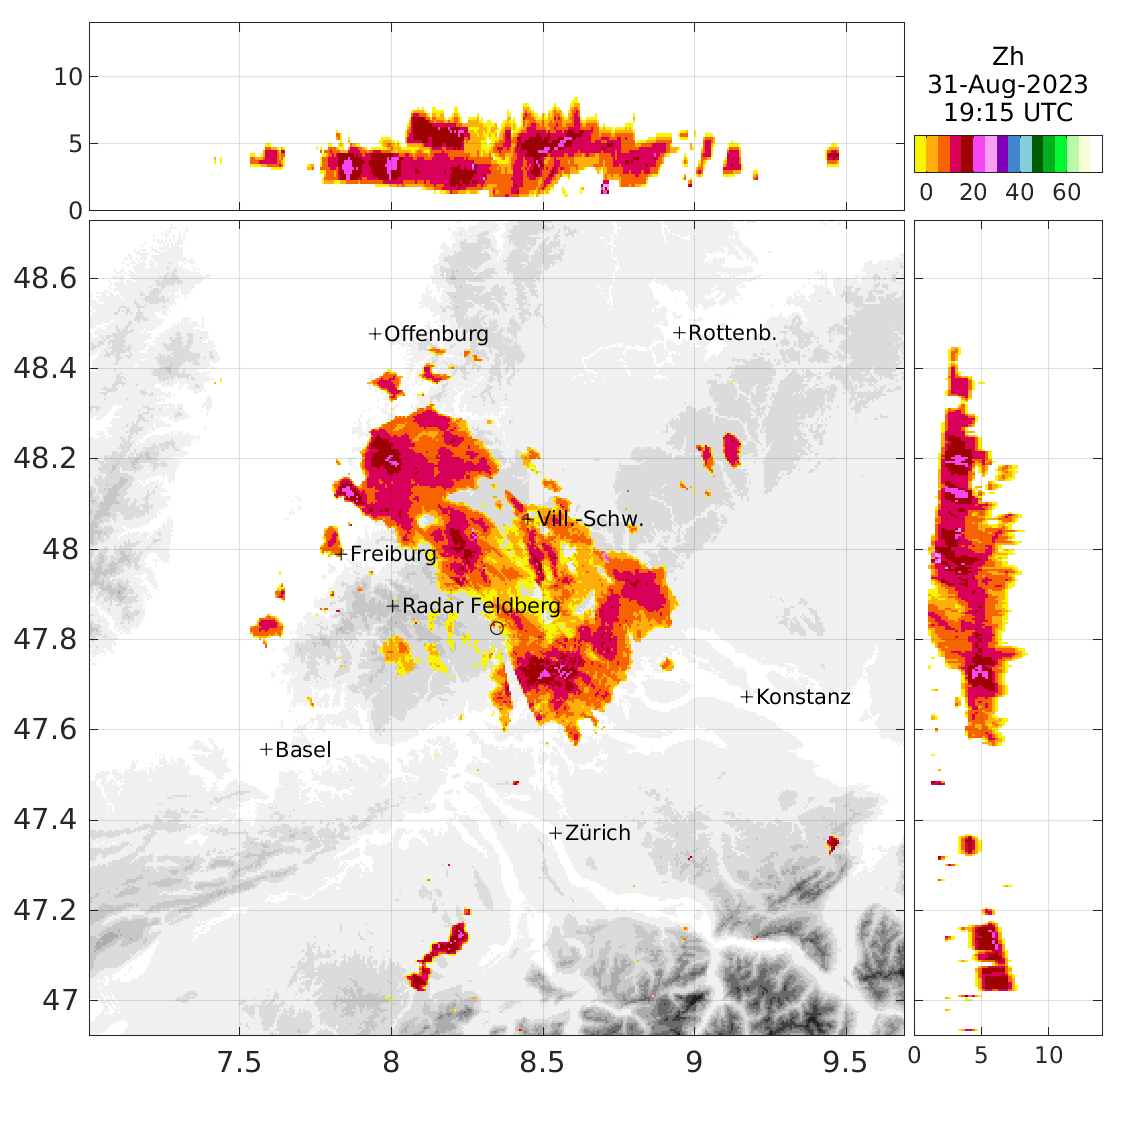 Zh
31-Aug-2023
19:15 UTC
0 20 40 60
10
5
0
48.6
48.4
48.2
48
47.8
47.6
47.4
47.2
47
+Offenburg
+Rottenb.
+Vill.-Schw.
+Freiburg
+Radar Feldberg
+Konstanz
+Basel
+Zürich
7.5 8 8.5 9 9.5
0 5 10